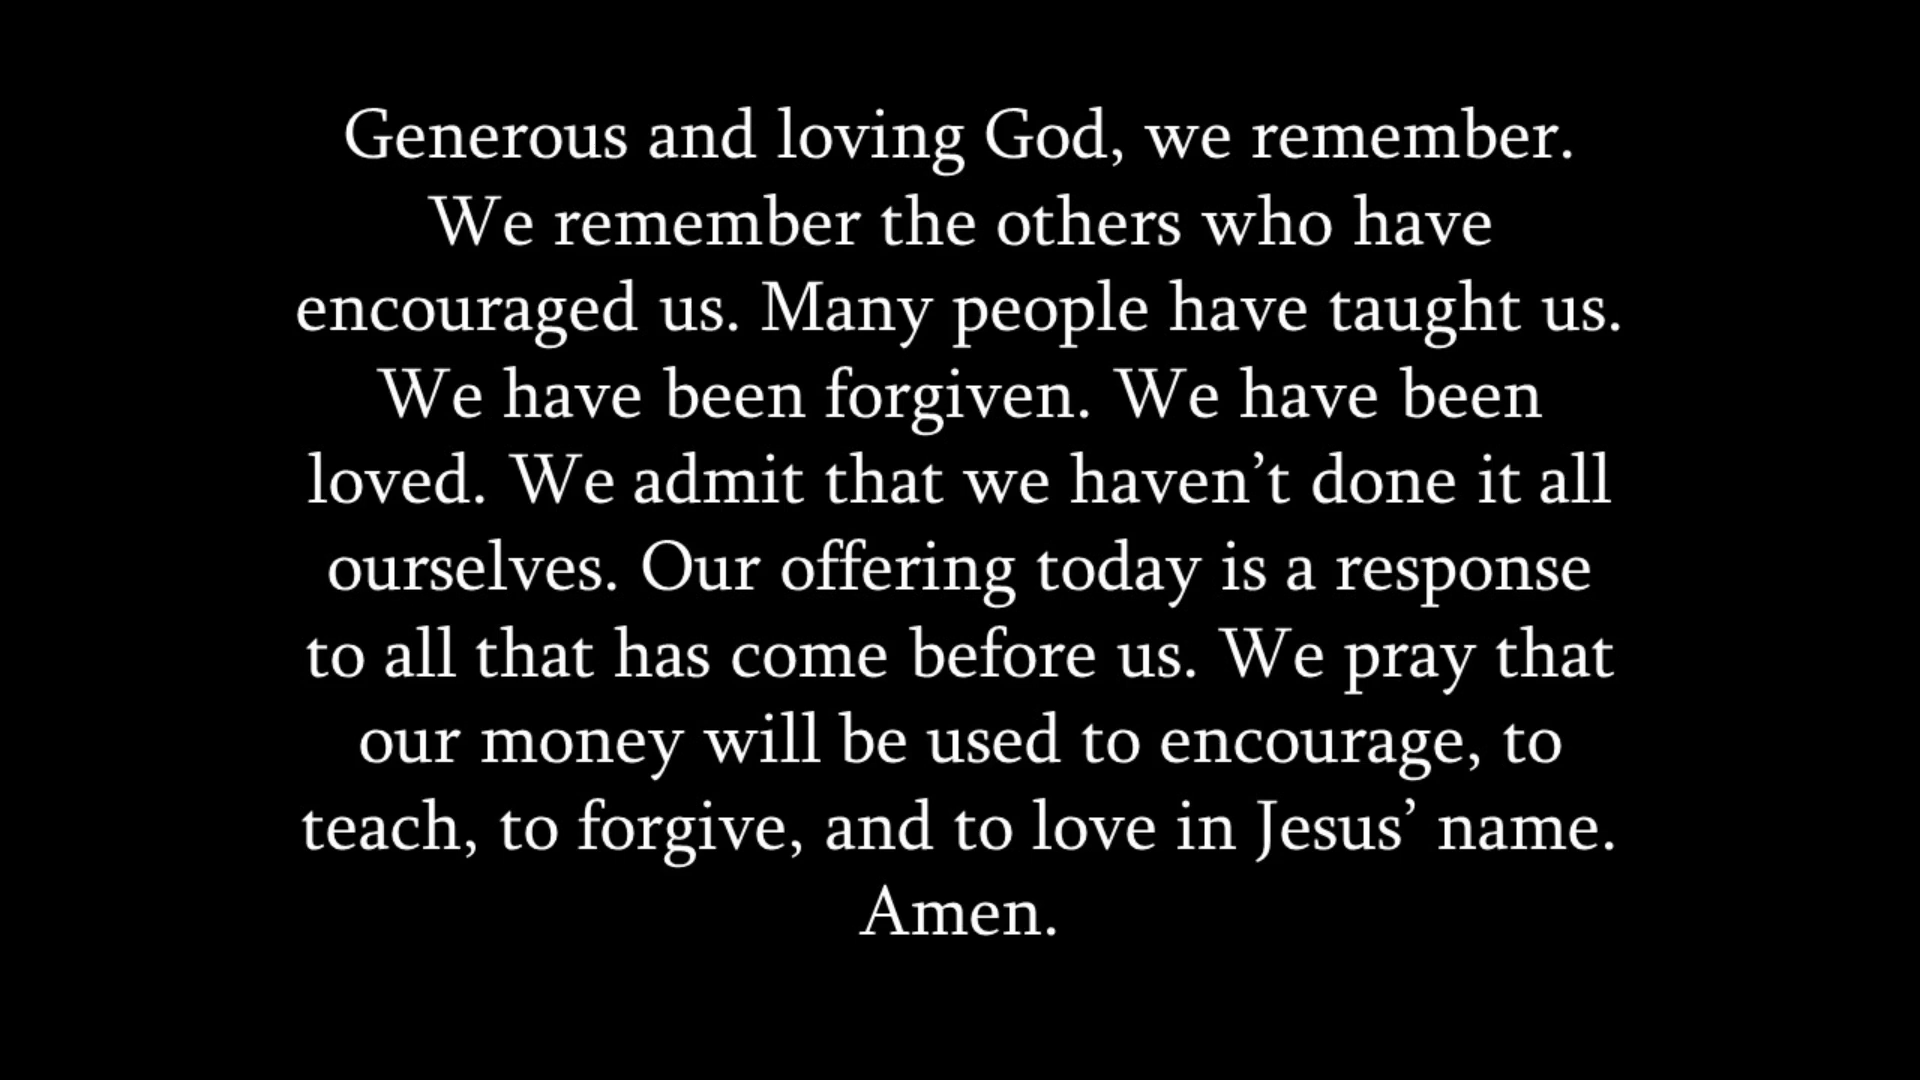 Generous and loving God, we remember.
We remember the others who have
encouraged us. Many people have taught us.
We have been forgiven. We have been
loved. We admit that we haven’t done it all
ourselves. Our offering today is a response
to all that has come before us. We pray that
our money will be used to encourage, to
teach, to forgive, and to love in Jesus’ name.
Amen.